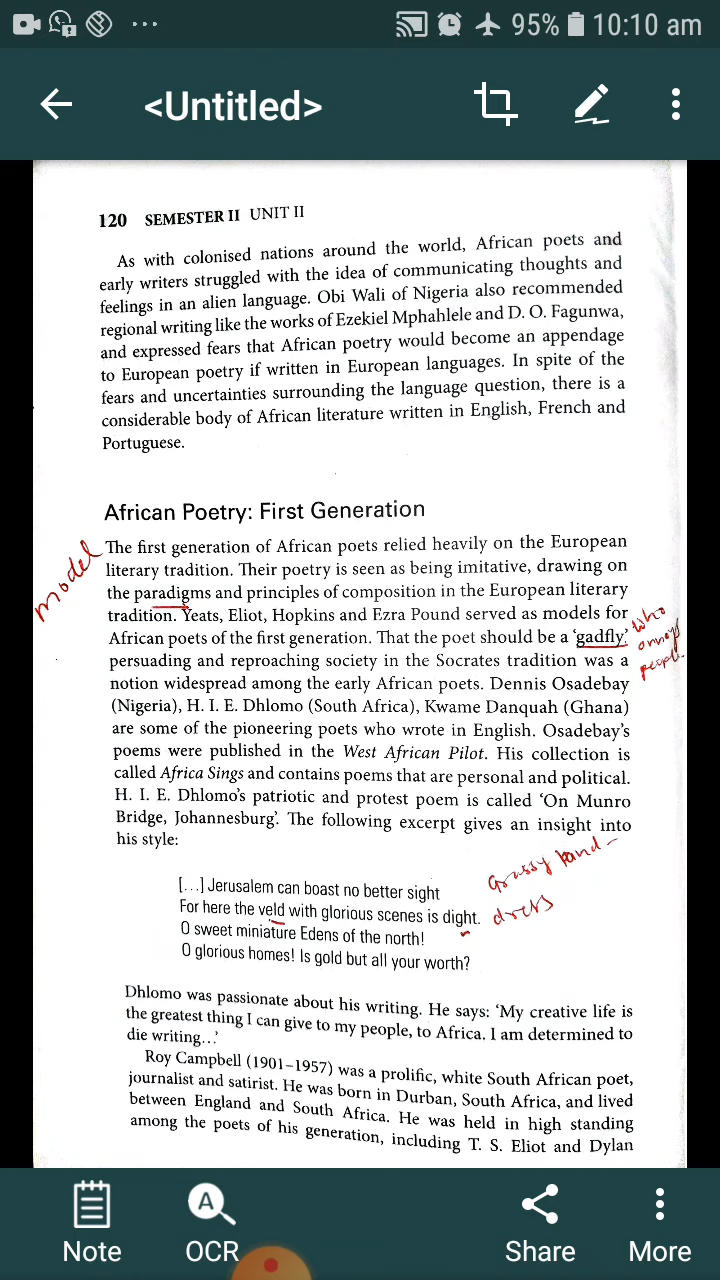 95% 10:10 am
<Untitled>
120 SEMESTER II UNIT II
As with colonised nations around the world, African poets and
early writers struggled with the idea of communicating thoughts and
feelings in an alien language. Obi Wali of Nigeria also recommended
regional writing like the works of Ezekiel Mphahlele and D. O. Fagunwa,
and expressed fears that African poetry would become an appendage
to European poetry if written in European languages. In spite of the
fears and uncertainties surrounding the language question, there is a
considerable body of African literature written in English, French and
Portuguese.
African Poetry: First Generation
model
The first generation of African poets relied heavily on the European
literary tradition. Their poetry is seen as being imitative, drawing on
the paradigms and principles of composition in the European literary
tradition. Yeats, Eliot, Hopkins and Ezra Pound served as models for
African poets of the first generation. That the poet should be a ‘gadfly’,
who
persuading and reproaching society in the Socrates tradition was a
people
notion widespread among the early African poets. Dennis Osadebay
(Nigeria), H. I. E. Dhlomo (South Africa), Kwame Danquah (Ghana)
are some of the pioneering poets who wrote in English. Osadebay’s
poems were published in the West African Pilot. His collection is
called Africa Sings and contains poems that are personal and political.
H. I. E. Dhlomo’s patriotic and protest poem is called ‘On Munro
Bridge, Johannesburg’. The following excerpt gives an insight into
his style:
Grassy land –
[...] Jerusalem can boast no better sight
For here the veld with glorious scenes is dight.
dress
O sweet miniature Edens of the north!
O glorious homes! Is gold but all your worth?
Dhlomo was passionate about his writing. He says: ‘My creative life is
the greatest thing I can give to my people, to Africa. I am determined to
die writing...’
Roy Campbell (1901–1957) was a prolific, white South African poet,
journalist and satirist. He was born in Durban, South Africa, and lived
between England and South Africa. He was held in high standing
among the poets of his generation, including T. S. Eliot and Dylan
Note OCR Share More